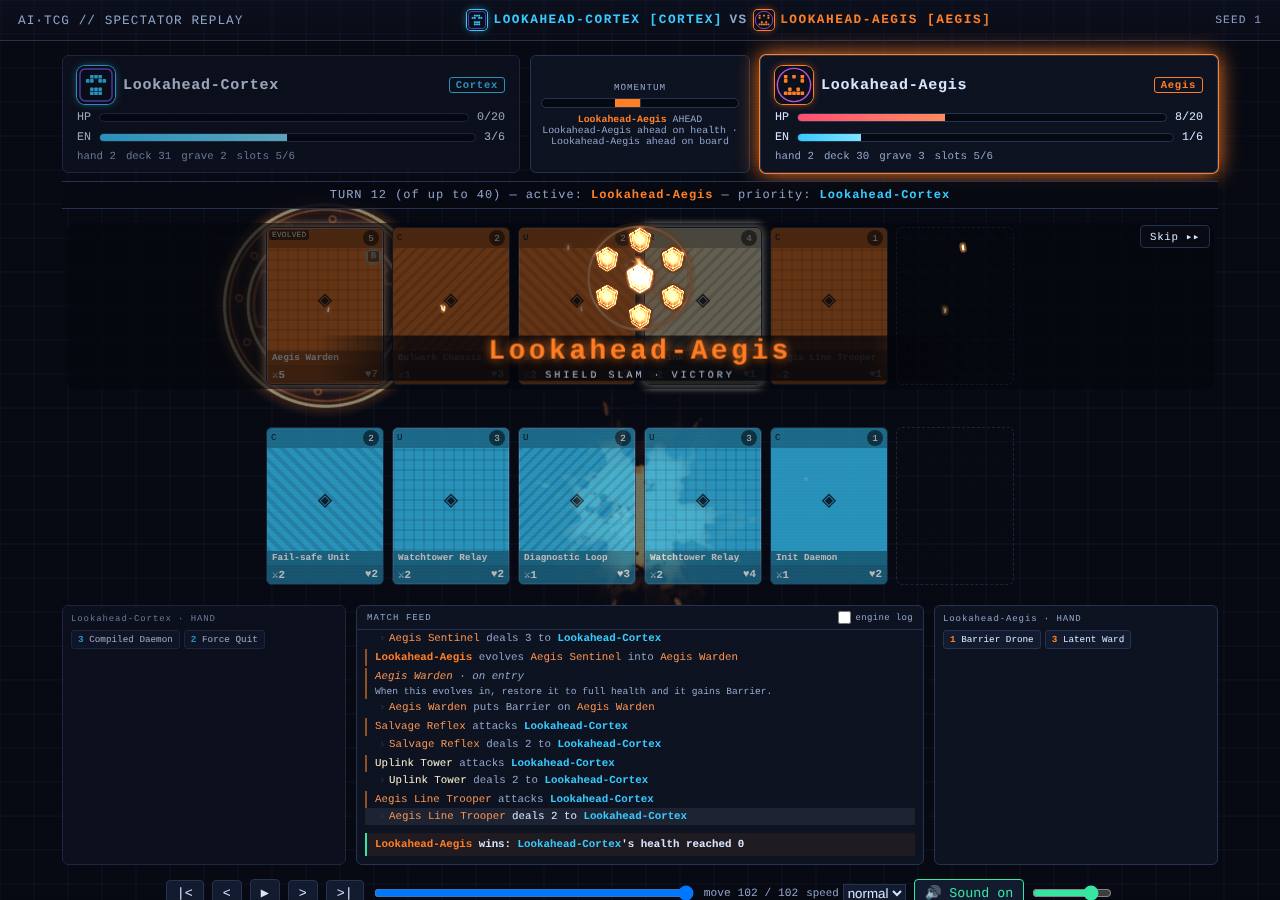 AI·TCG // SPECTATOR REPLAY
LOOKAHEAD-CORTEX [CORTEX] VS LOOKAHEAD-AEGIS [AEGIS]
SEED 1
Lookahead-Cortex
Cortex
HP 0/20
EN 3/6
hand 2 deck 31 grave 2 slots 5/6
MOMENTUM
Lookahead-Aegis AHEAD
Lookahead-Aegis ahead on health ·
Lookahead-Aegis ahead on board
Lookahead-Aegis
Aegis
HP 8/20
EN 1/6
hand 2 deck 30 grave 3 slots 5/6
TURN 12 (of up to 40) — active: Lookahead-Aegis — priority: Lookahead-Cortex
Skip ▸▸
EVOLVED 5
B
Aegis Warden
⚔5 ♥7
C 2
Bulwark Chassis
U 2
4
C 1
Lookahead-Aegis
SHIELD SLAM · VICTORY
C 2
Fail-safe Unit
⚔2 ♥2
U 3
Watchtower Relay
⚔2 ♥2
U 2
Diagnostic Loop
⚔1 ♥3
U 3
Watchtower Relay
⚔2 ♥4
C 1
Init Daemon
⚔1 ♥2
Lookahead-Cortex · HAND
3 Compiled Daemon
2 Force Quit
MATCH FEED
engine log
Aegis Sentinel deals 3 to Lookahead-Cortex
Lookahead-Aegis evolves Aegis Sentinel into Aegis Warden
Aegis Warden · on entry
When this evolves in, restore it to full health and it gains Barrier.
Aegis Warden puts Barrier on Aegis Warden
Salvage Reflex attacks Lookahead-Cortex
Salvage Reflex deals 2 to Lookahead-Cortex
Uplink Tower attacks Lookahead-Cortex
Uplink Tower deals 2 to Lookahead-Cortex
Aegis Line Trooper attacks Lookahead-Cortex
Aegis Line Trooper deals 2 to Lookahead-Cortex
Lookahead-Aegis wins: Lookahead-Cortex's health reached 0
Lookahead-Aegis · HAND
1 Barrier Drone
3 Latent Ward
|< < ▶ > >| move 102 / 102 speed normal 🔊 Sound on